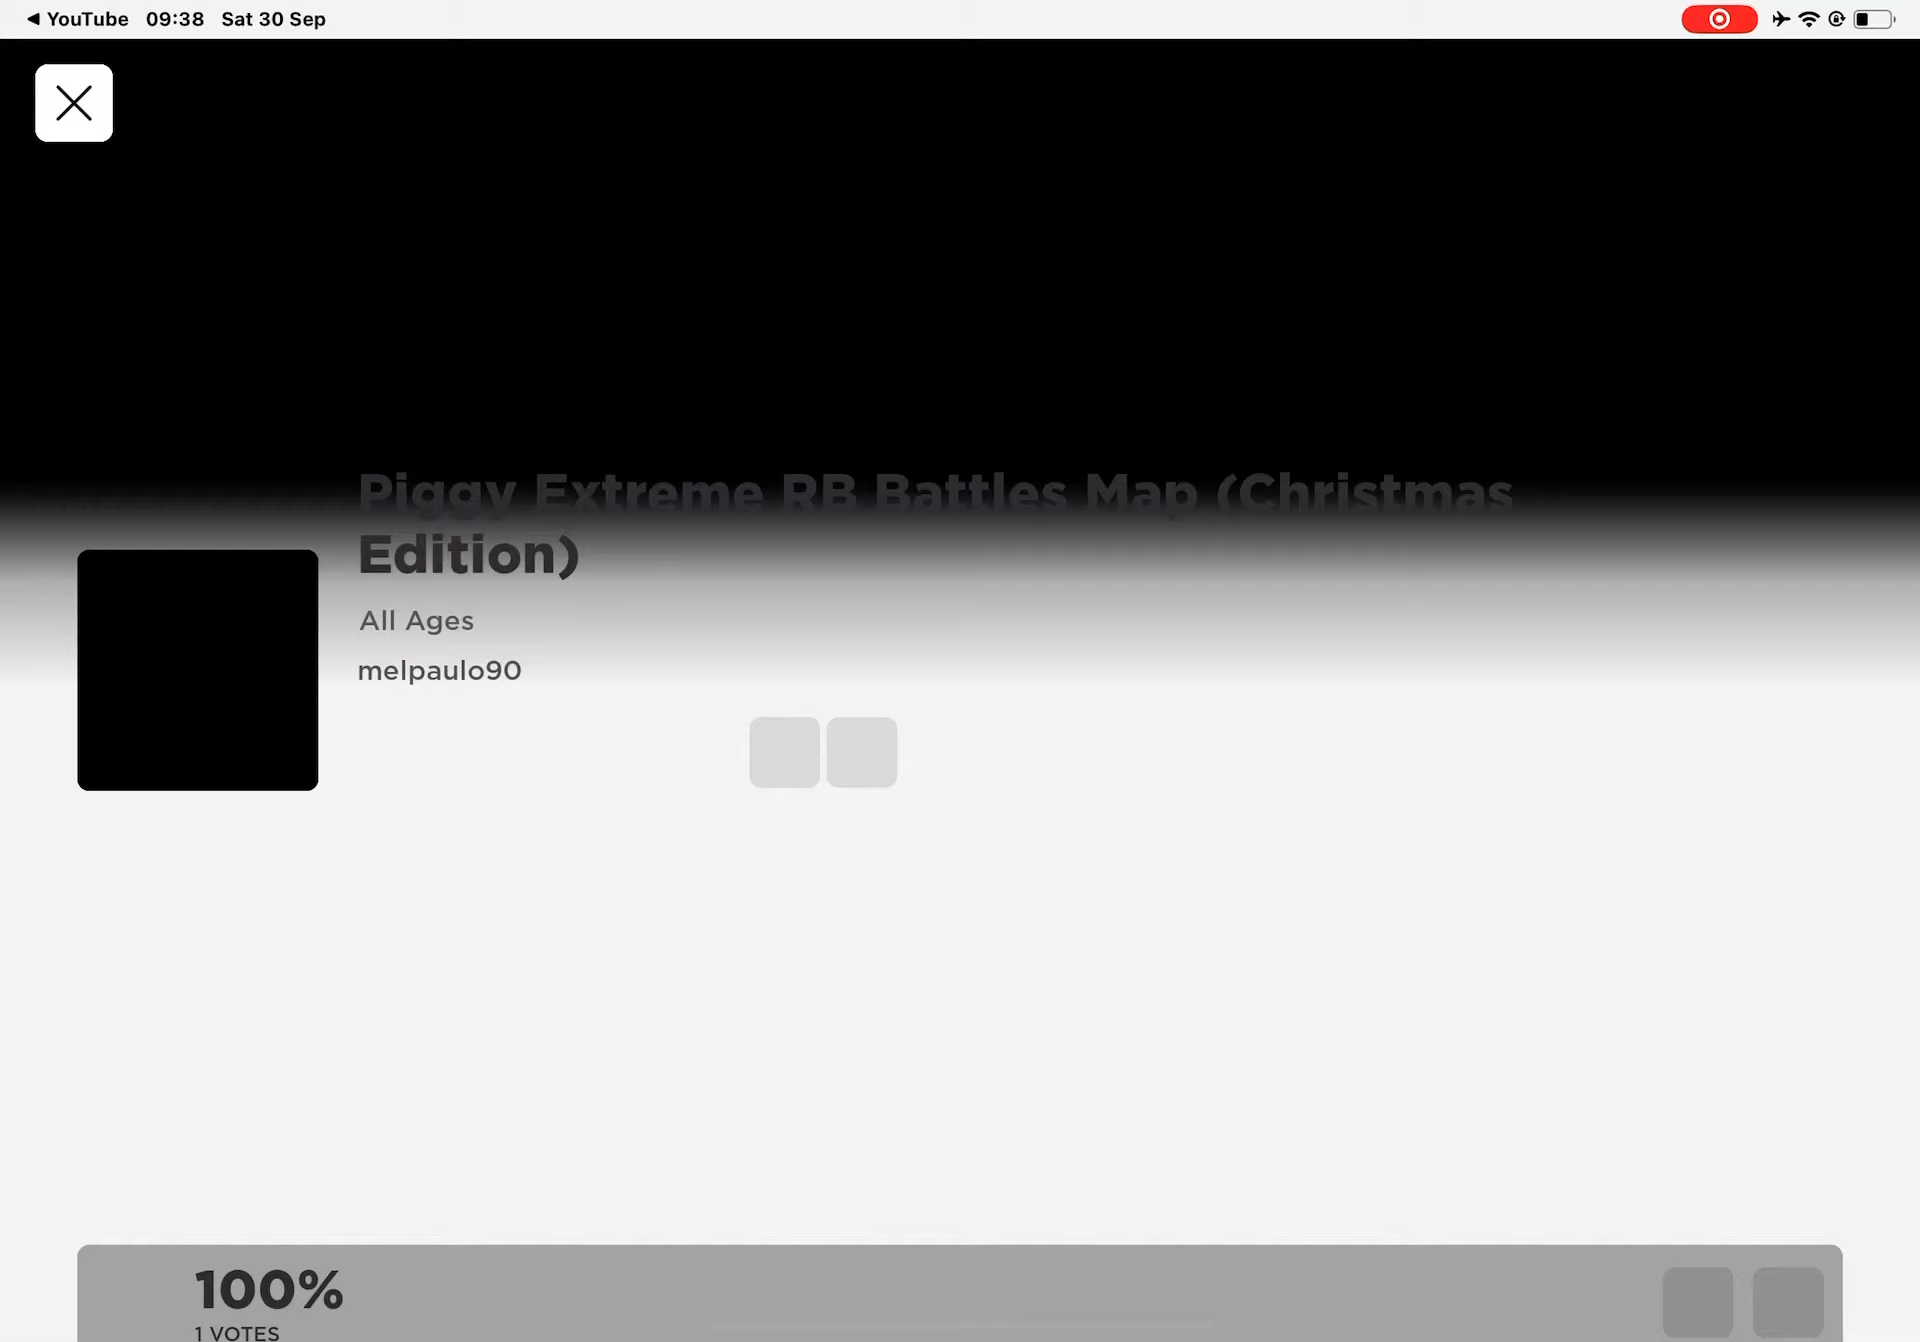 YouTube 09:38 Sat 30 Sep
Piggy Extreme RB Battles Map (Christmas
Edition)
All Ages
melpaulo90
100%
1 VOTES